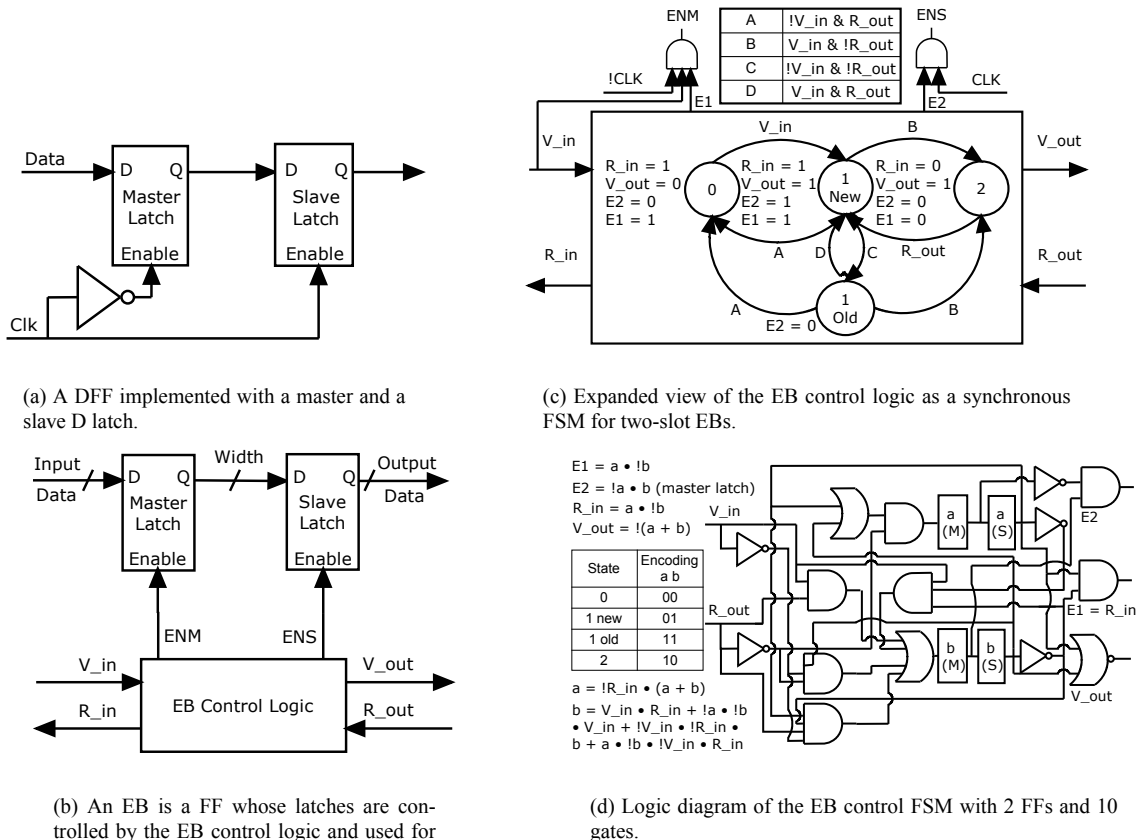 Data
D Q
Master
Latch
Enable
D Q
Slave
Latch
Enable
Clk
(a) A DFF implemented with a master and a
slave D latch.
Input
Data
D Q
Master
Latch
Enable
Width
D Q
Slave
Latch
Enable
Output
Data
ENM
ENS
V_in
R_in
EB Control Logic
V_out
R_out
(b) An EB is a FF whose latches are con-
trolled by the EB control logic and used for
ENM
!CLK
E1
A !V_in & R_out
B V_in & !R_out
C !V_in & !R_out
D V_in & R_out
ENS
E2
CLK
V_in
R_in
V_out
R_out
V_in
B
R_in = 1
V_out = 0
E2 = 0
E1 = 1
0
R_in = 1
V_out = 1
E2 = 1
E1 = 1
1
New
R_in = 0
V_out = 1
E2 = 0
E1 = 0
2
A
D
C
R_out
A
E2 = 0
1
Old
B
(c) Expanded view of the EB control logic as a synchronous
FSM for two-slot EBs.
E1 = a • !b
E2 = !a • b (master latch)
R_in = a • !b
V_out = !(a + b)
V_in
State Encoding
a b
0 00
1 new 01
1 old 11
2 10
R_out
a = !R_in • (a + b)
b = V_in • R_in + !a • !b
• V_in + !V_in • !R_in •
b + a • !b • !V_in • R_in
a
(M)
a
(S)
E2
E1 = R_in
b
(M)
b
(S)
V_out
(d) Logic diagram of the EB control FSM with 2 FFs and 10
gates.